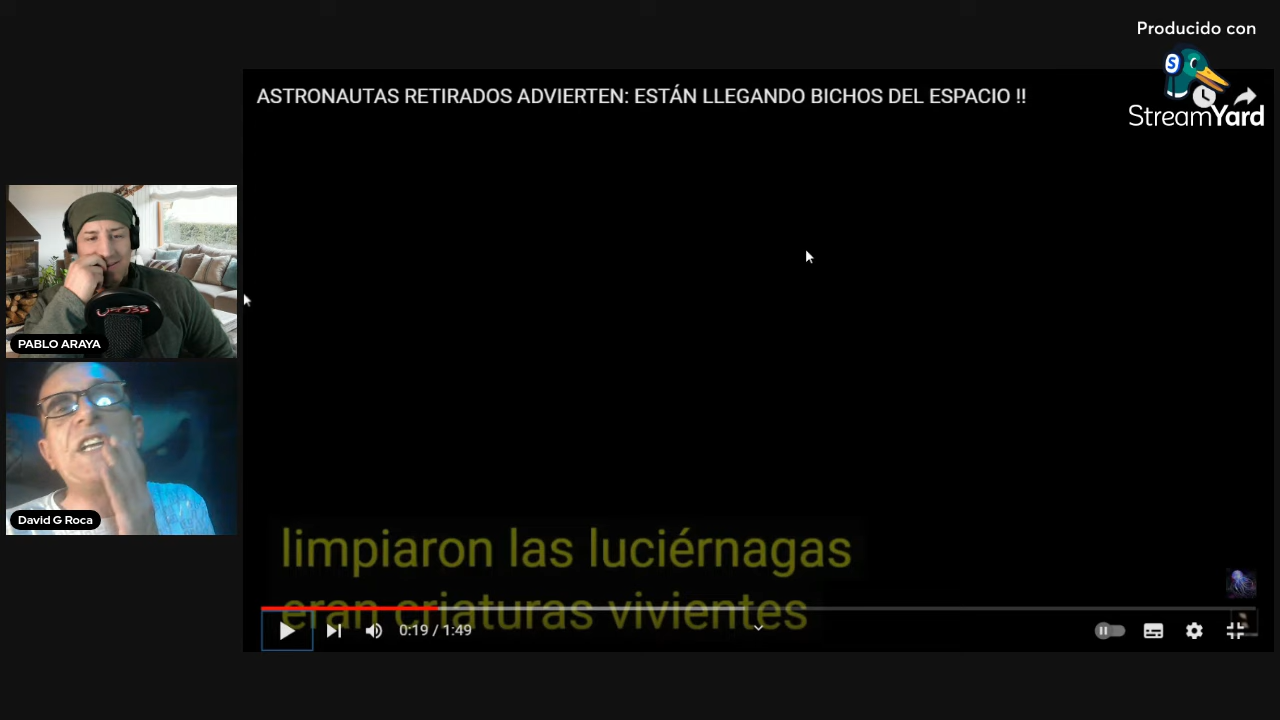 Producido con
StreamYard
ASTRONAUTAS RETIRADOS ADVIERTEN: ESTÁN LLEGANDO BICHOS DEL ESPACIO !!
PABLO ARAYA
David G Roca
limpiaron las luciérnagas
eran criaturas vivientes
0:19 / 1:49